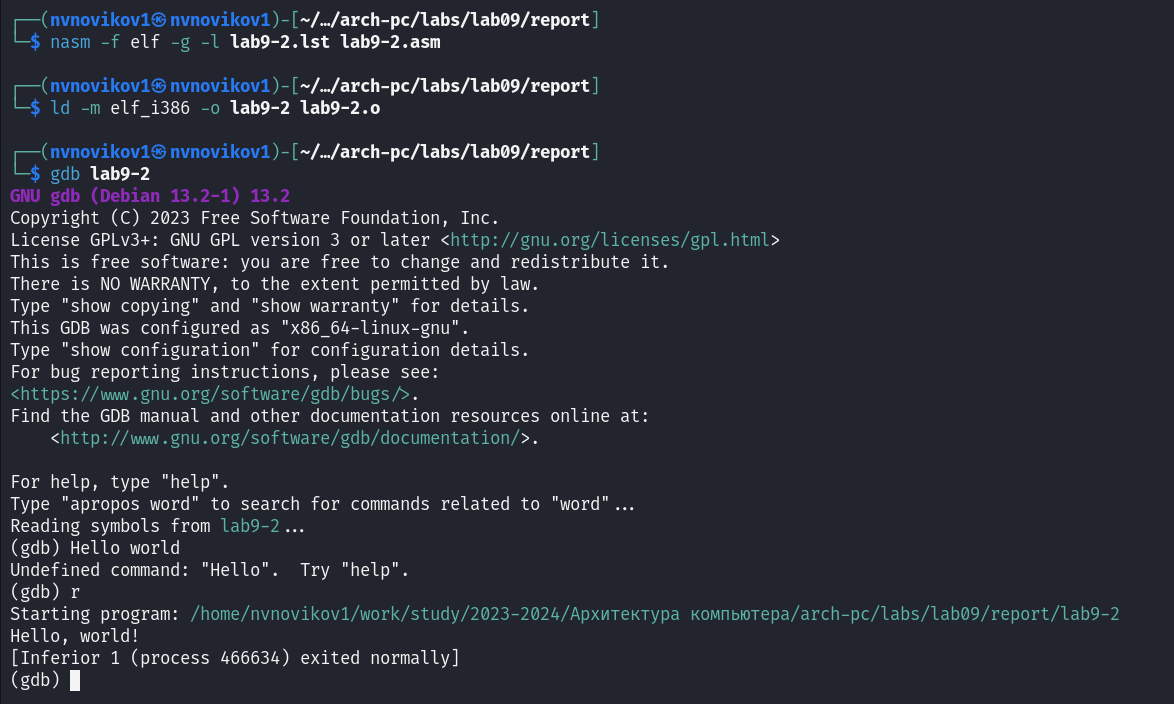 ┌──(nvnovikov1㉿nvnovikov1)-[~/…/arch-pc/labs/lab09/report]
└─$ nasm -f elf -g -l lab9-2.lst lab9-2.asm
┌──(nvnovikov1㉿nvnovikov1)-[~/…/arch-pc/labs/lab09/report]
└─$ ld -m elf_i386 -o lab9-2 lab9-2.o
┌──(nvnovikov1㉿nvnovikov1)-[~/…/arch-pc/labs/lab09/report]
└─$ gdb lab9-2
GNU gdb (Debian 13.2-1) 13.2
Copyright (C) 2023 Free Software Foundation, Inc.
License GPLv3+: GNU GPL version 3 or later <http://gnu.org/licenses/gpl.html>
This is free software: you are free to change and redistribute it.
There is NO WARRANTY, to the extent permitted by law.
Type "show copying" and "show warranty" for details.
This GDB was configured as "x86_64-linux-gnu".
Type "show configuration" for configuration details.
For bug reporting instructions, please see:
<https://www.gnu.org/software/gdb/bugs/>.
Find the GDB manual and other documentation resources online at:
    <http://www.gnu.org/software/gdb/documentation/>.
For help, type "help".
Type "apropos word" to search for commands related to "word"...
Reading symbols from lab9-2...
(gdb) Hello world
Undefined command: "Hello".  Try "help".
(gdb) r
Starting program: /home/nvnovikov1/work/study/2023-2024/Архитектура компьютера/arch-pc/labs/lab09/report/lab9-2
Hello, world!
[Inferior 1 (process 466634) exited normally]
(gdb)